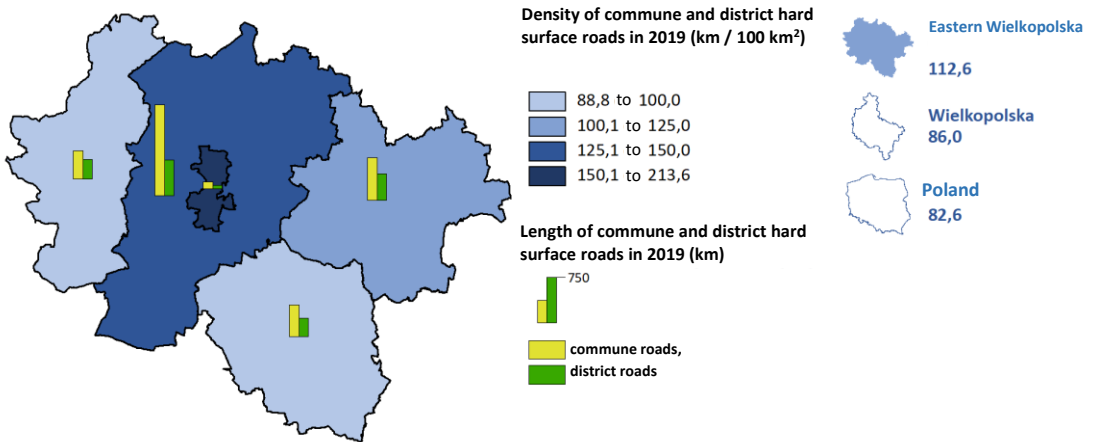 Density of commune and district hard
surface roads in 2019 (km / 100 km²)
88,8 to 100,0
100,1 to 125,0
125,1 to 150,0
150,1 to 213,6
Length of commune and district hard
surface roads in 2019 (km)
750
commune roads,
district roads
Eastern Wielkopolska
112,6
Wielkopolska
86,0
Poland
82,6